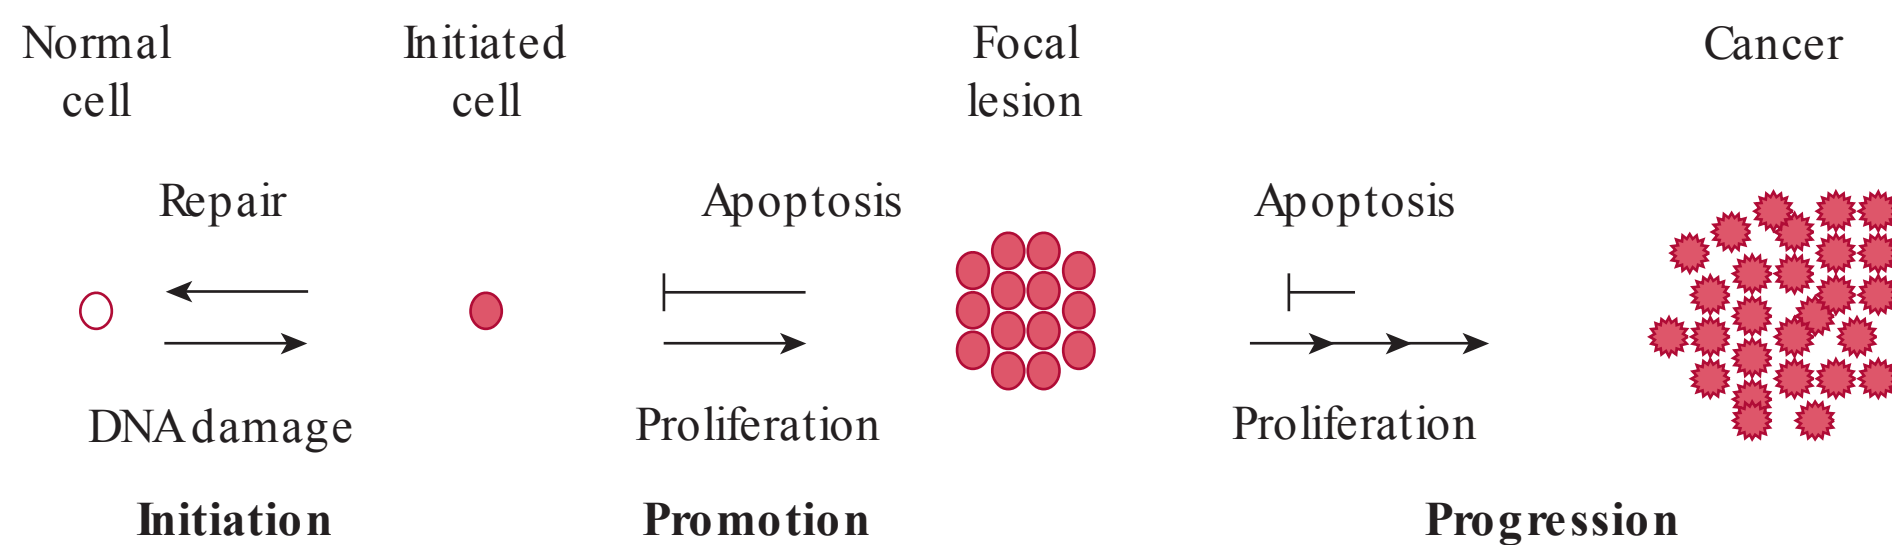 Normal
cell
Initiated
cell
Focal
lesion
Cancer
Repair
Apoptosis
Apoptosis
DNA damage
Proliferation
Proliferation
Initiation
Promotion
Progression